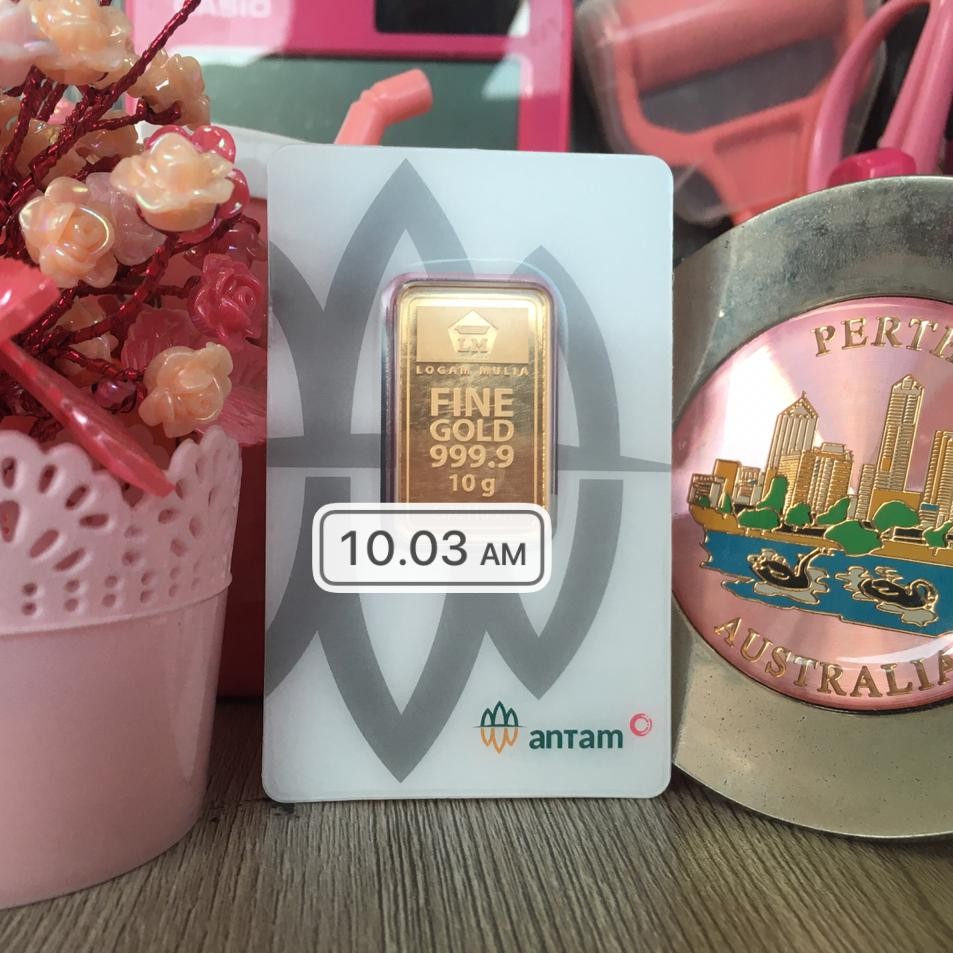 CASIO
LM
LOGAM MULIA
FINE
GOLD
999.9
10 g
10.03 AM
antam
PERTH
AUSTRALIA